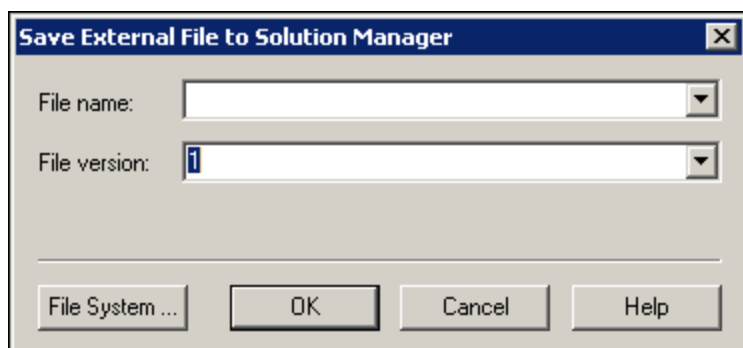 Save External File to Solution Manager
File name:
File version: 1
File System ... OK Cancel Help